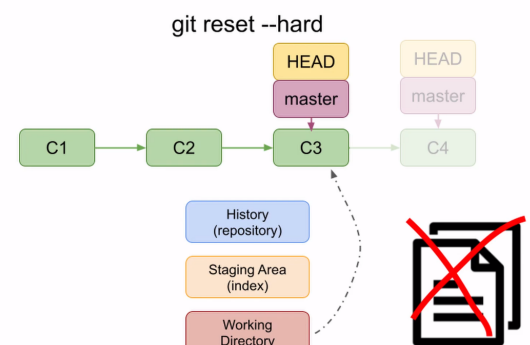 git reset --hard
HEAD
HEAD
master
master
C1
C2
C3
C4
History
(repository)
Staging Area
(index)
Working
Directory